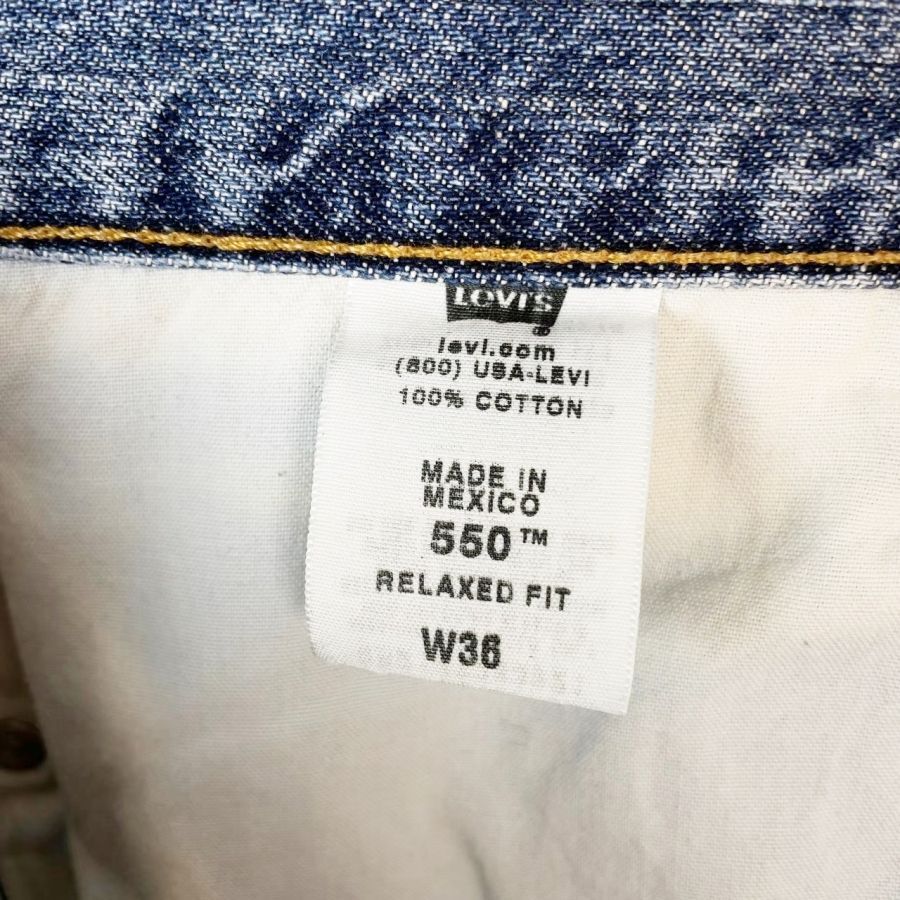 LEVI'S
levi.com
(800) USA-LEVI
100% COTTON
MADE IN
MEXICO
550™
RELAXED FIT
W36